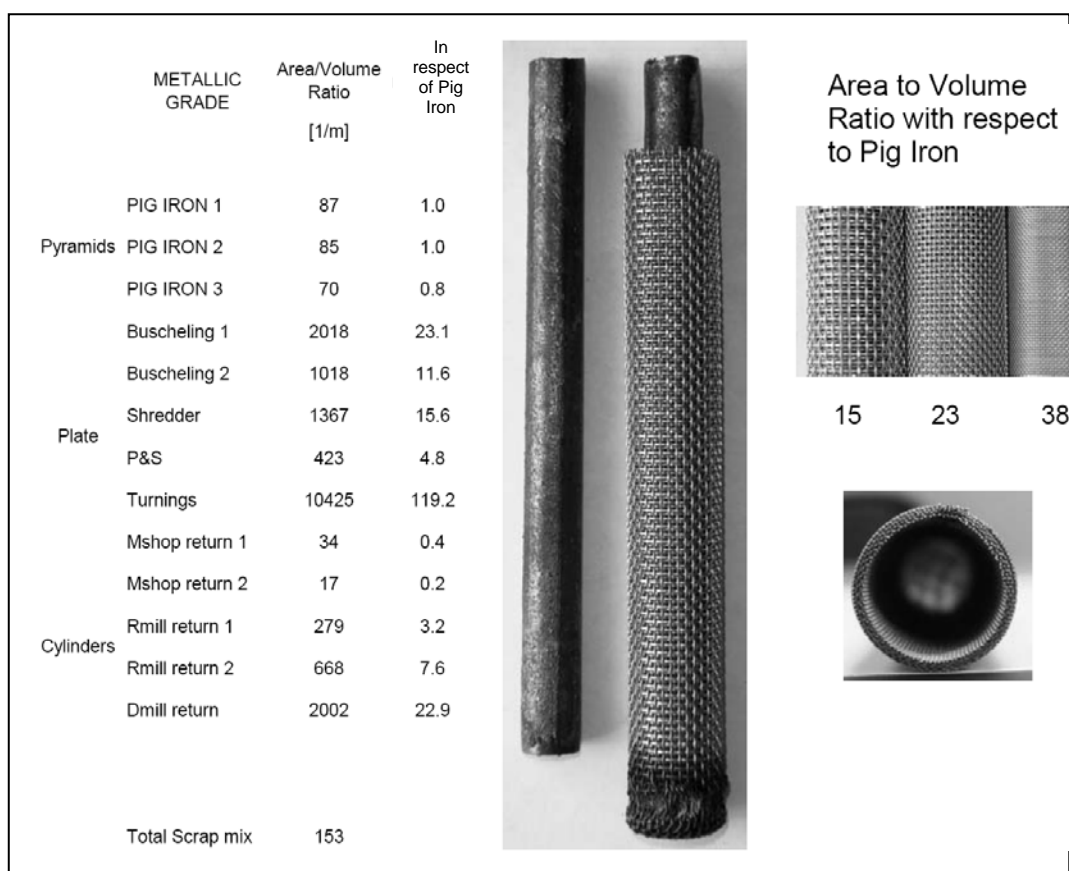 METALLIC
GRADE
Area/Volume
Ratio
[1/m]
In
respect
of Pig
Iron
PIG IRON 1 87 1.0
Pyramids PIG IRON 2 85 1.0
PIG IRON 3 70 0.8
Buscheling 1 2018 23.1
Buscheling 2 1018 11.6
Shredder 1367 15.6
Plate
P&S 423 4.8
Turnings 10425 119.2
Mshop return 1 34 0.4
Mshop return 2 17 0.2
Rmill return 1 279 3.2
Cylinders
Rmill return 2 668 7.6
Dmill return 2002 22.9
Total Scrap mix 153
Area to Volume
Ratio with respect
to Pig Iron
15 23 38